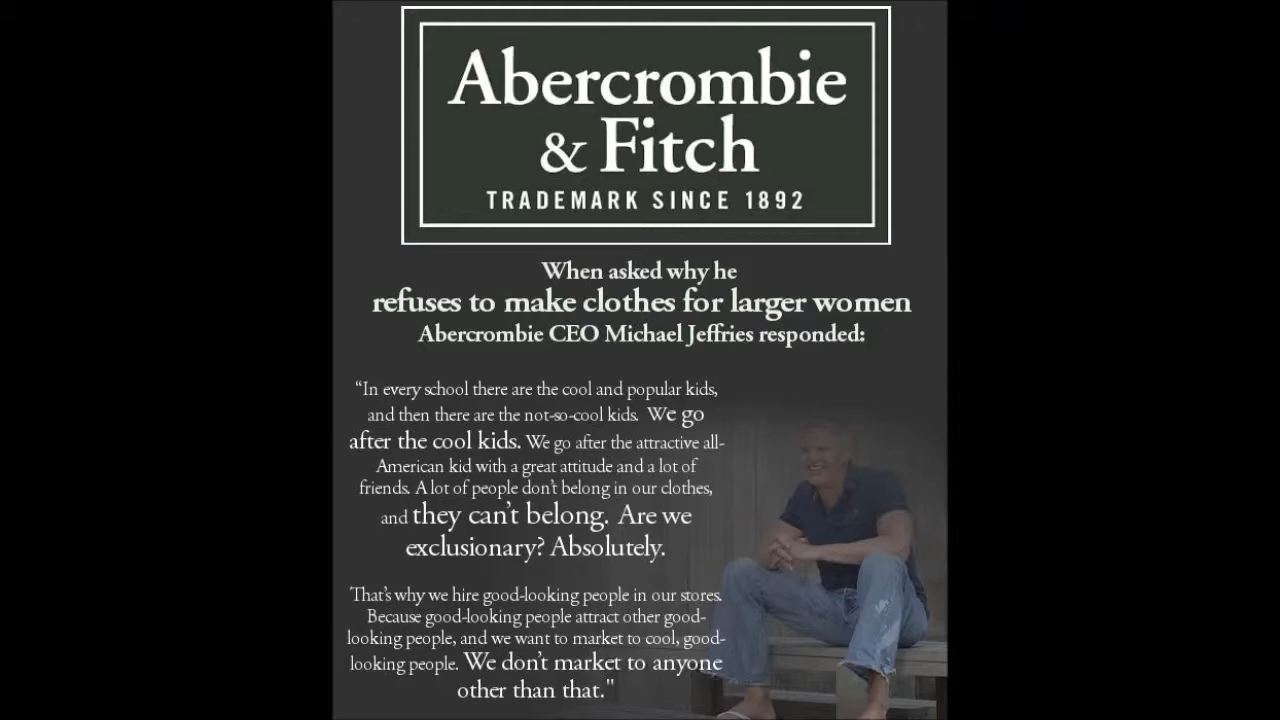 Abercrombie
& Fitch
TRADEMARK SINCE 1892
When asked why he
refuses to make clothes for larger women
Abercrombie CEO Michael Jeffries responded:
“In every school there are the cool and popular kids,
and then there are the not-so-cool kids. We go
after the cool kids. We go after the attractive all-
American kid with a great attitude and a lot of
friends. A lot of people don’t belong in our clothes,
and they can’t belong. Are we
exclusionary? Absolutely.
That’s why we hire good-looking people in our stores.
Because good-looking people attract other good-
looking people, and we want to market to cool, good-
looking people. We don’t market to anyone
other than that."